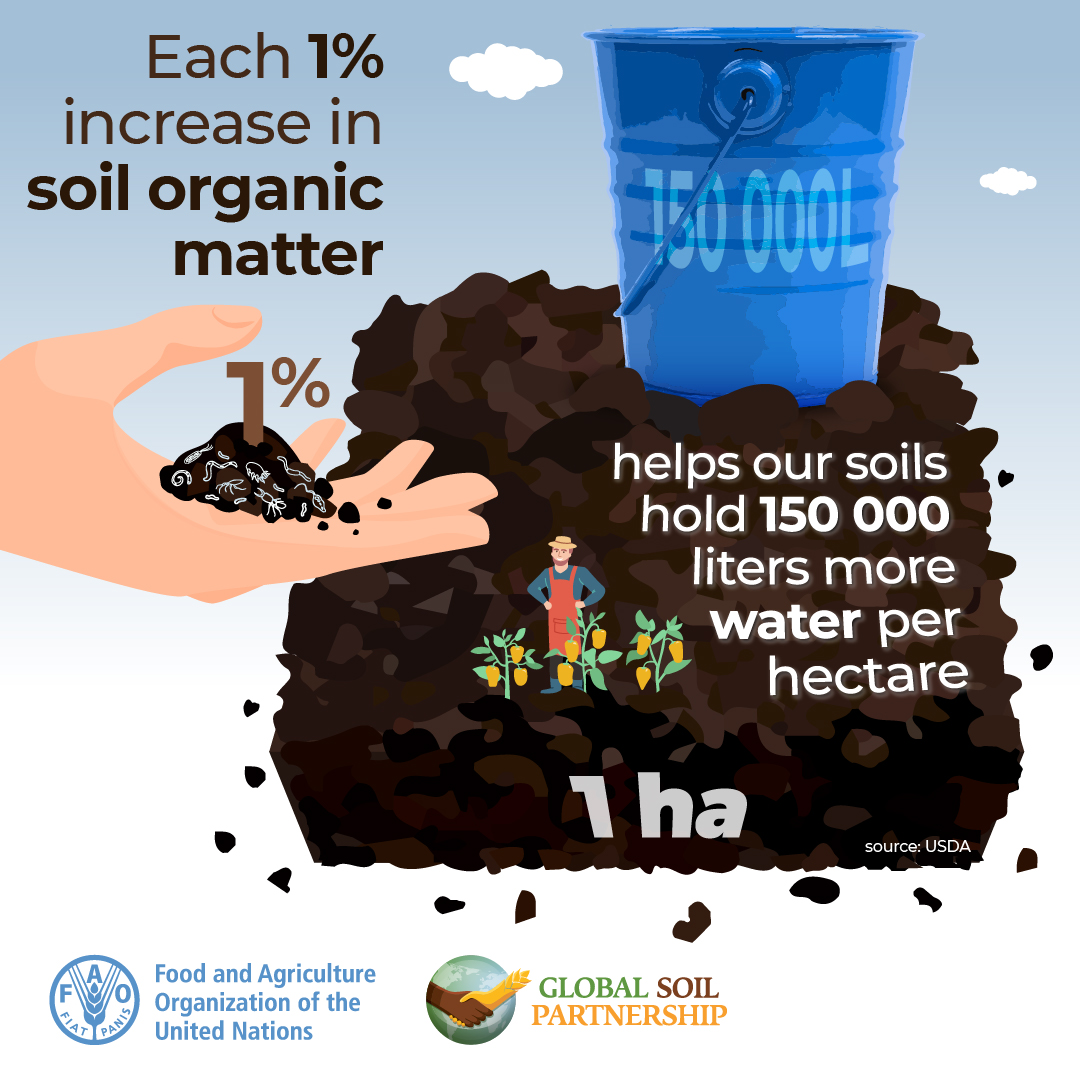 Each 1%
increase in
soil organic
matter
150 000L
1%
helps our soils
hold 150 000
liters more
water per
hectare
1 ha
source: USDA
F A O
FIAT PANIS
Food and Agriculture
Organization of the
United Nations
GLOBAL SOIL
PARTNERSHIP